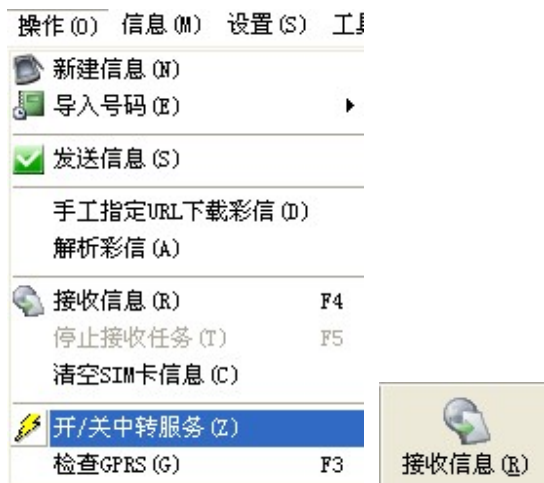 操作(O) 信息(M) 设置(S)
新建信息(N)
导入号码(E)
发送信息(S)
手工指定URL下载彩信(D)
解析彩信(A)
接收信息(R) F4
停止接收任务(T) F5
清空SIM卡信息(C)
开/关中转服务(Z)
检查GPRS(G) F3
接收信息(R)